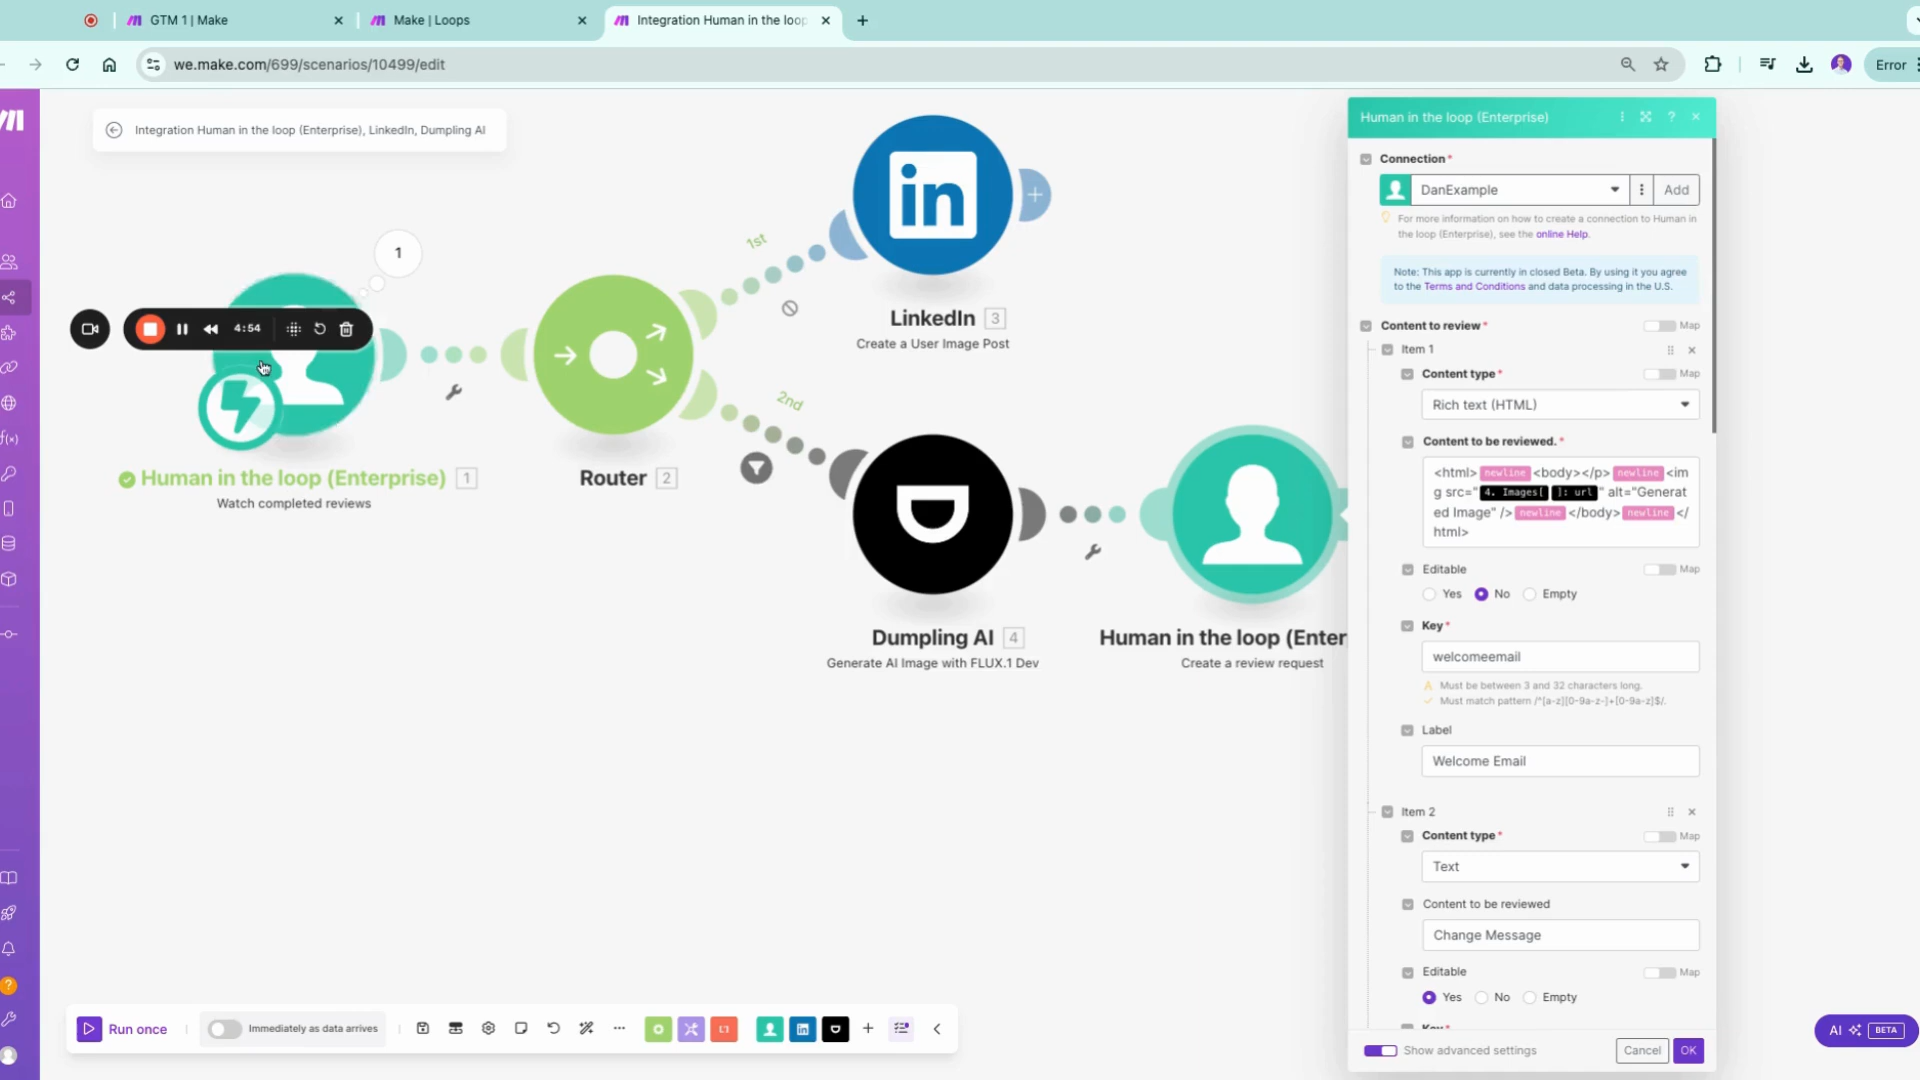 GTM 1 | Make
Make | Loops
Integration Human in the loop
we.make.com/699/scenarios/10499/edit
Error
Integration Human in the loop (Enterprise), LinkedIn, Dumpling AI
1
4:54
Human in the loop (Enterprise) 1
Watch completed reviews
Router 2
1st
2nd
in
LinkedIn 3
Create a User Image Post
Dumpling AI 4
Generate AI Image with FLUX.1 Dev
Human in the loop (Enter
Create a review request
Human in the loop (Enterprise)
Connection*
DanExample
Add
For more information on how to create a connection to Human in
the loop (Enterprise), see the online Help.
Note: This app is currently in closed Beta. By using it you agree
to the Terms and Conditions and data processing in the U.S.
Content to review* Map
Item 1
Content type* Map
Rich text (HTML)
Content to be reviewed.*
<html> newline <body></p> newline <im
g src=" 4. Images[ ]: url " alt="Generat
ed Image" /> newline </body> newline </
html>
Editable Map
Yes No Empty
Key*
welcomeemail
Must be between 3 and 32 characters long.
Must match pattern /^[a-z][0-9a-z-]+[0-9a-z]$/.
Label
Welcome Email
Item 2
Content type* Map
Text
Content to be reviewed
Change Message
Editable Map
Yes No Empty
Key*
Show advanced settings
Cancel OK
Run once
Immediately as data arrives
AI BETA